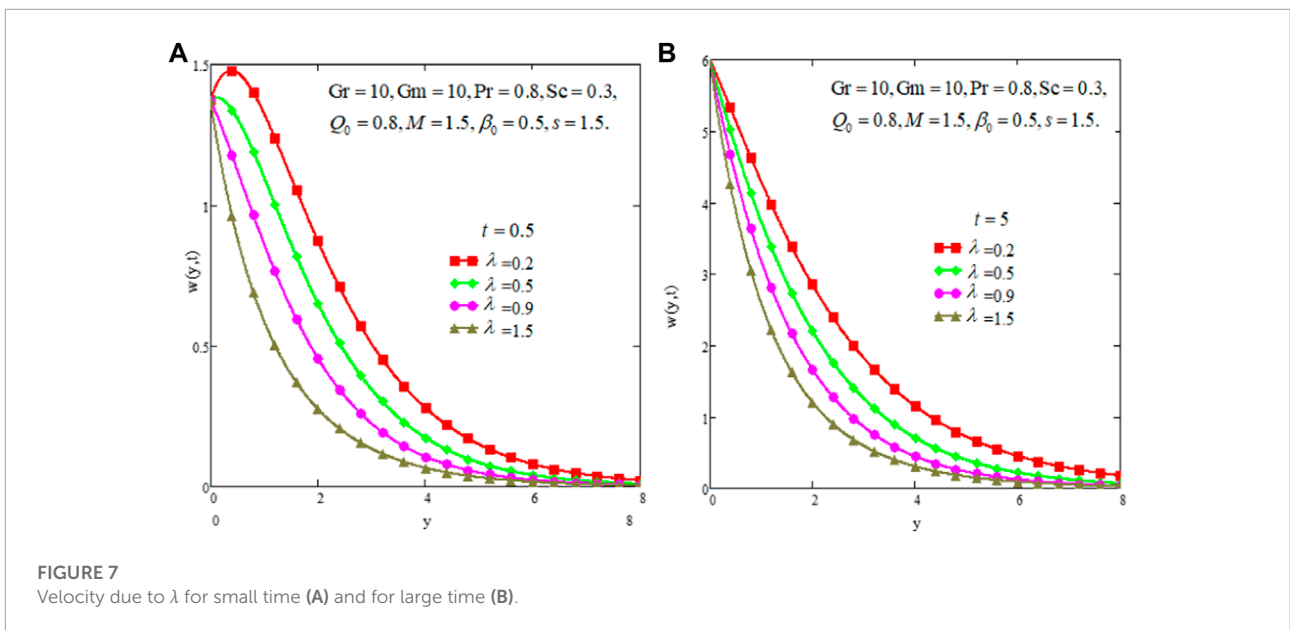 A
1.5
Gr = 10, Gm = 10, Pr = 0.8, Sc = 0.3,
Q₀ = 0.8, M = 1.5, β₀ = 0.5, s = 1.5.
t = 0.5
λ =0.2
λ =0.5
λ =0.9
λ =1.5
w(y,t)
1
0.5
0
0
2
4
6
8
y
B
6
Gr = 10, Gm = 10, Pr = 0.8, Sc = 0.3,
Q₀ = 0.8, M = 1.5, β₀ = 0.5, s = 1.5.
t = 5
λ =0.2
λ =0.5
λ =0.9
λ =1.5
w(y,t)
5
4
3
2
1
0
0
2
4
6
8
y
FIGURE 7
Velocity due to λ for small time (A) and for large time (B).